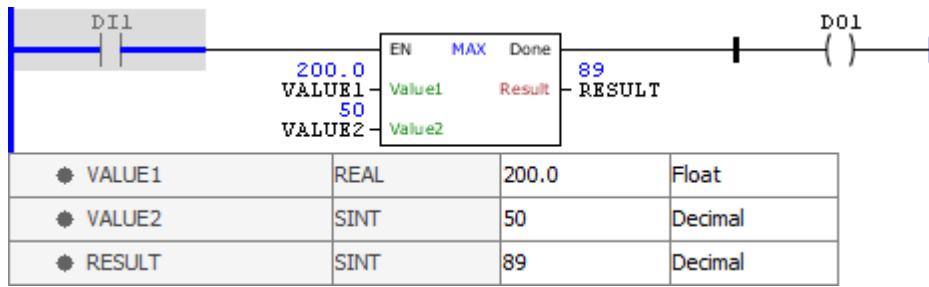 DI1
DO1
EN MAX Done
200.0
89
VALUE1 Value1 Result RESULT
50
VALUE2 Value2
VALUE1 REAL 200.0 Float
VALUE2 SINT 50 Decimal
RESULT SINT 89 Decimal